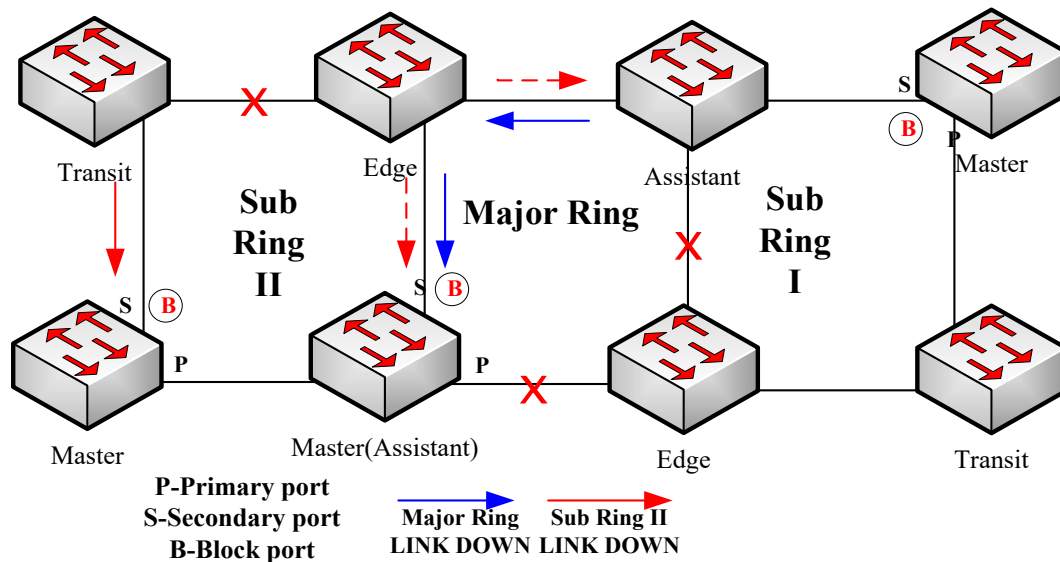 X
Transit
Edge
Assistant
S
B
P
Master
Sub
Ring
II
Major Ring
Sub
Ring
I
X
S
B
P
S
B
P
X
Master
Master(Assistant)
Edge
Transit
P-Primary port
S-Secondary port
B-Block port
Major Ring
LINK DOWN
Sub Ring II
LINK DOWN